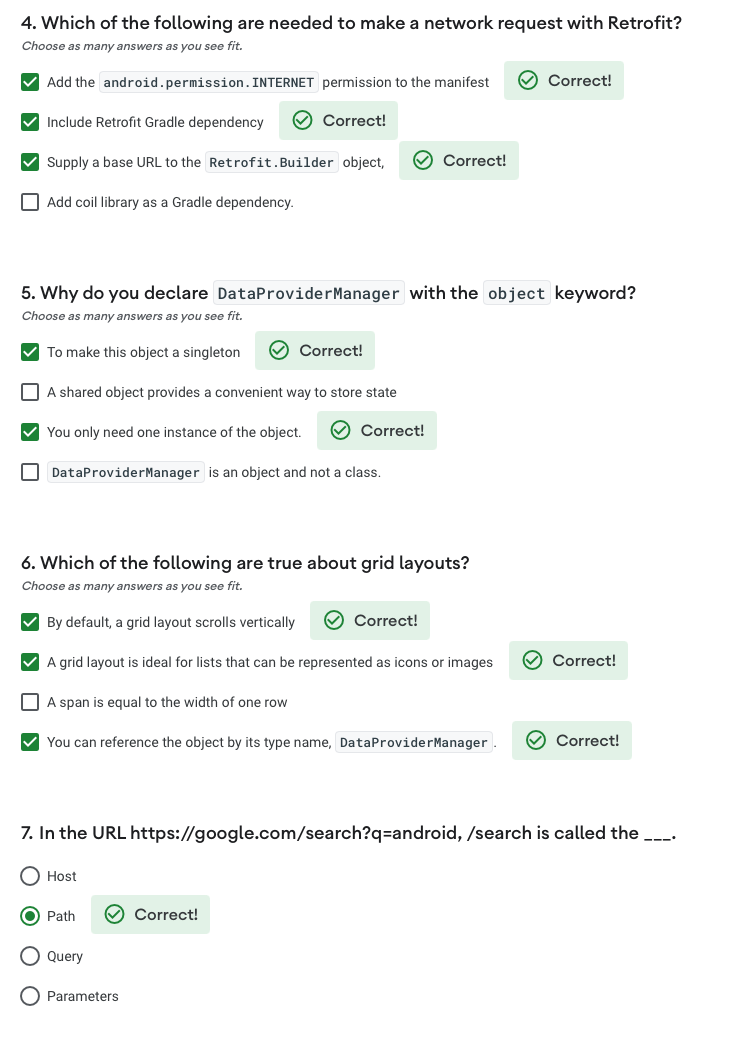 4. Which of the following are needed to make a network request with Retrofit?
Choose as many answers as you see fit.
Add the android.permission.INTERNET permission to the manifest Correct!
Include Retrofit Gradle dependency Correct!
Supply a base URL to the Retrofit.Builder object, Correct!
Add coil library as a Gradle dependency.
5. Why do you declare DataProviderManager with the object keyword?
Choose as many answers as you see fit.
To make this object a singleton Correct!
A shared object provides a convenient way to store state
You only need one instance of the object. Correct!
DataProviderManager is an object and not a class.
6. Which of the following are true about grid layouts?
Choose as many answers as you see fit.
By default, a grid layout scrolls vertically Correct!
A grid layout is ideal for lists that can be represented as icons or images Correct!
A span is equal to the width of one row
You can reference the object by its type name, DataProviderManager. Correct!
7. In the URL https://google.com/search?q=android, /search is called the ___.
Host
Path Correct!
Query
Parameters